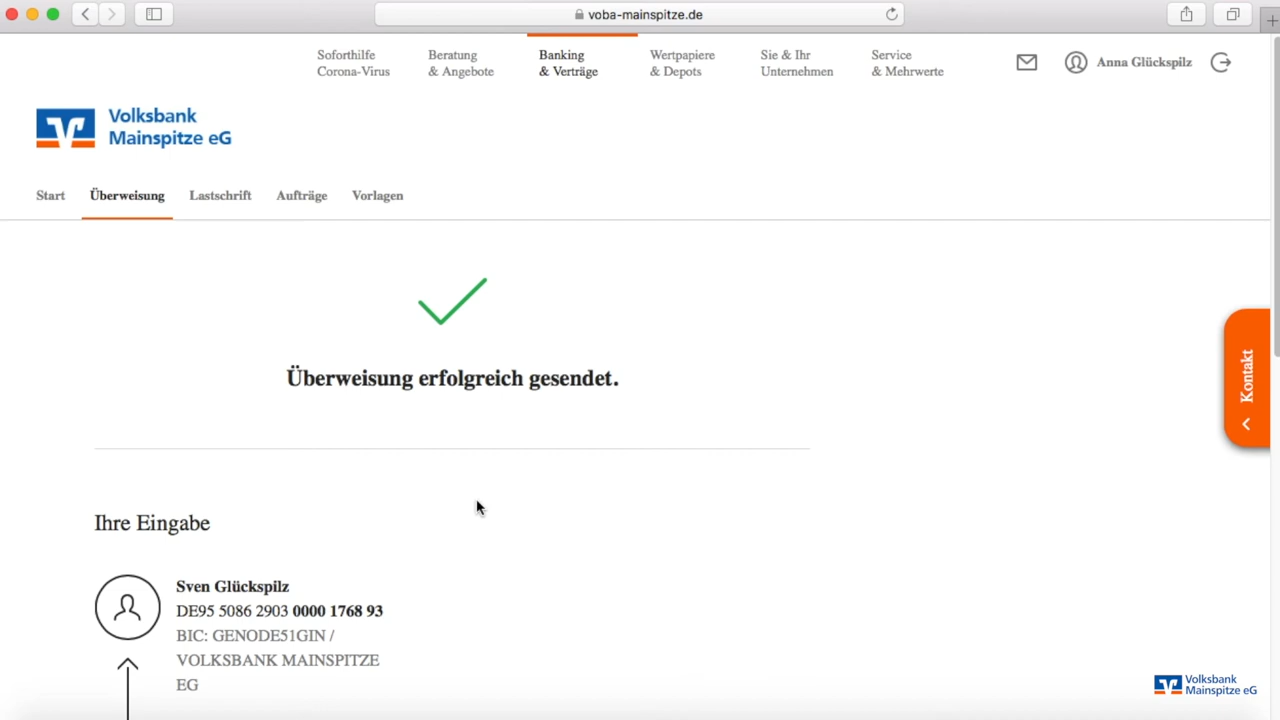 voba-mainspitze.de
Soforthilfe
Corona-Virus
Beratung
& Angebote
Banking
& Verträge
Wertpapiere
& Depots
Sie & Ihr
Unternehmen
Service
& Mehrwerte
Anna Glückspilz
Volksbank
Mainspitze eG
Start
Überweisung
Lastschrift
Aufträge
Vorlagen
Überweisung erfolgreich gesendet.
Kontakt
Ihre Eingabe
Sven Glückspilz
DE95 5086 2903 0000 1768 93
BIC: GENODE51GIN /
VOLKSBANK MAINSPITZE
EG
Volksbank
Mainspitze eG